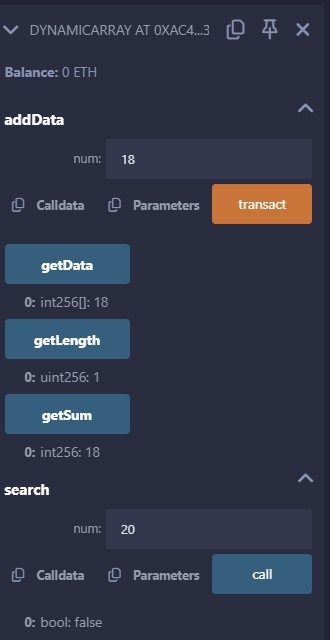 DYNAMICARRAY AT 0XAC4...3
Balance: 0 ETH
addData
num: 18
Calldata Parameters transact
getData
0: int256[]: 18
getLength
0: uint256: 1
getSum
0: int256: 18
search
num: 20
Calldata Parameters call
0: bool: false